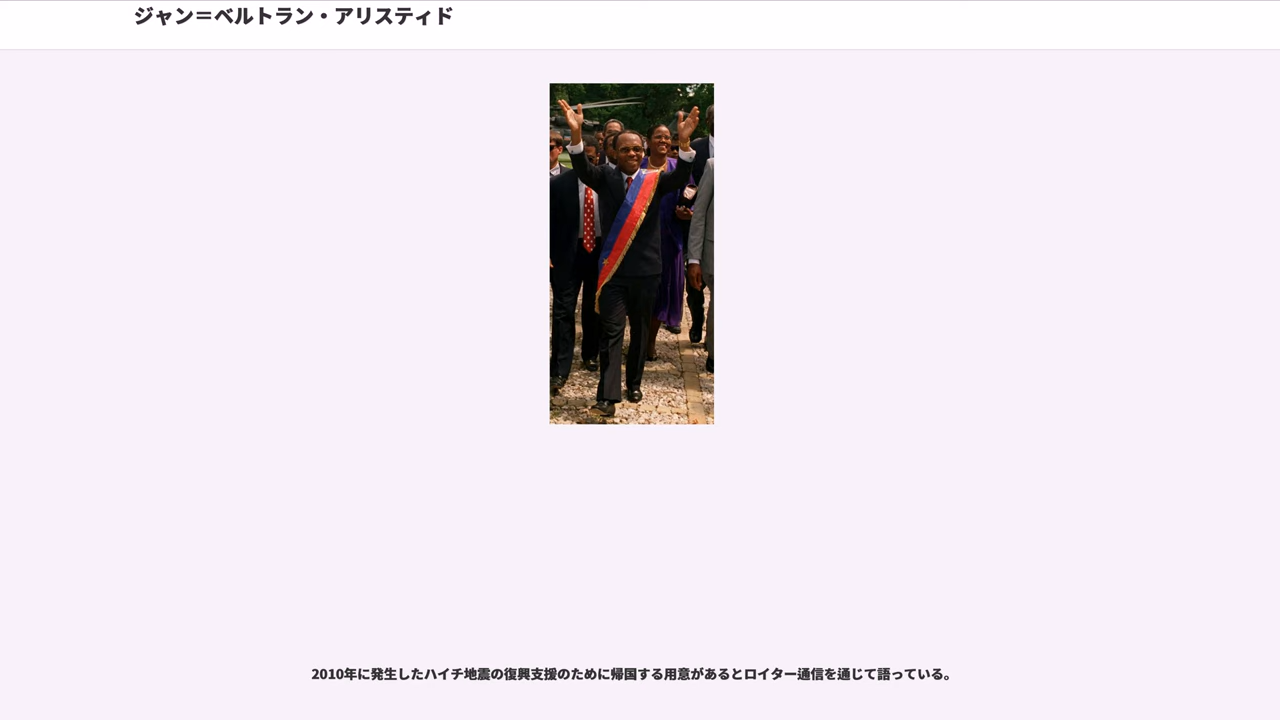 ジャン＝ベルトラン・アリスティド
2010年に発生したハイチ地震の復興支援のために帰国する用意があるとロイター通信を通じて語っている。